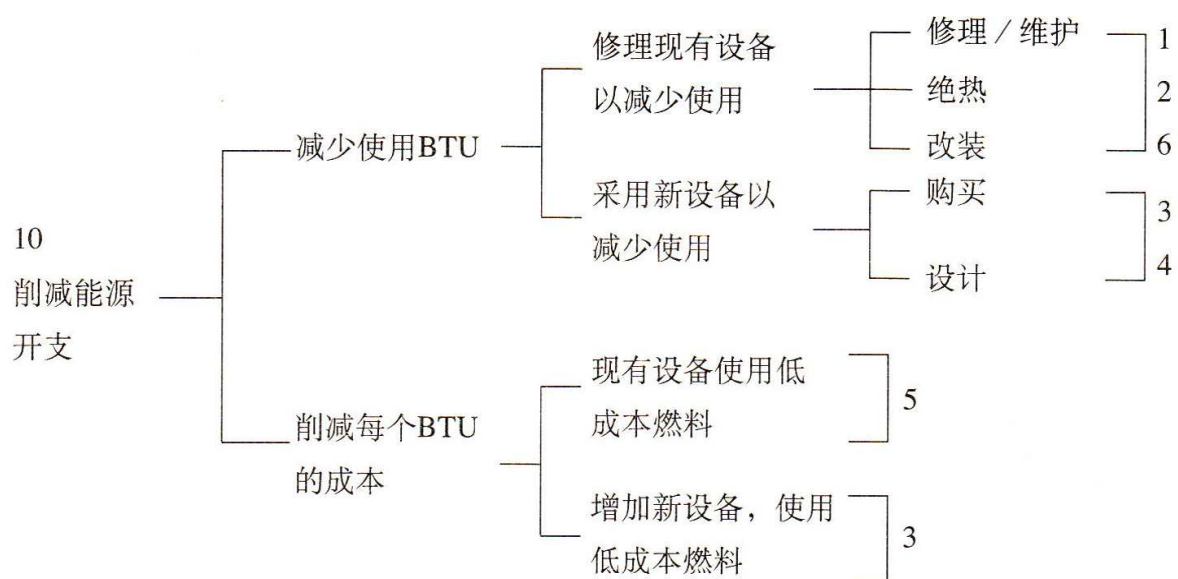 10
削减能源
开支
减少使用BTU
修理现有设备
以减少使用
修理／维护
绝热
改装
1
2
6
采用新设备以
减少使用
购买
设计
3
4
削减每个BTU
的成本
现有设备使用低
成本燃料
5
增加新设备，使用
低成本燃料
3